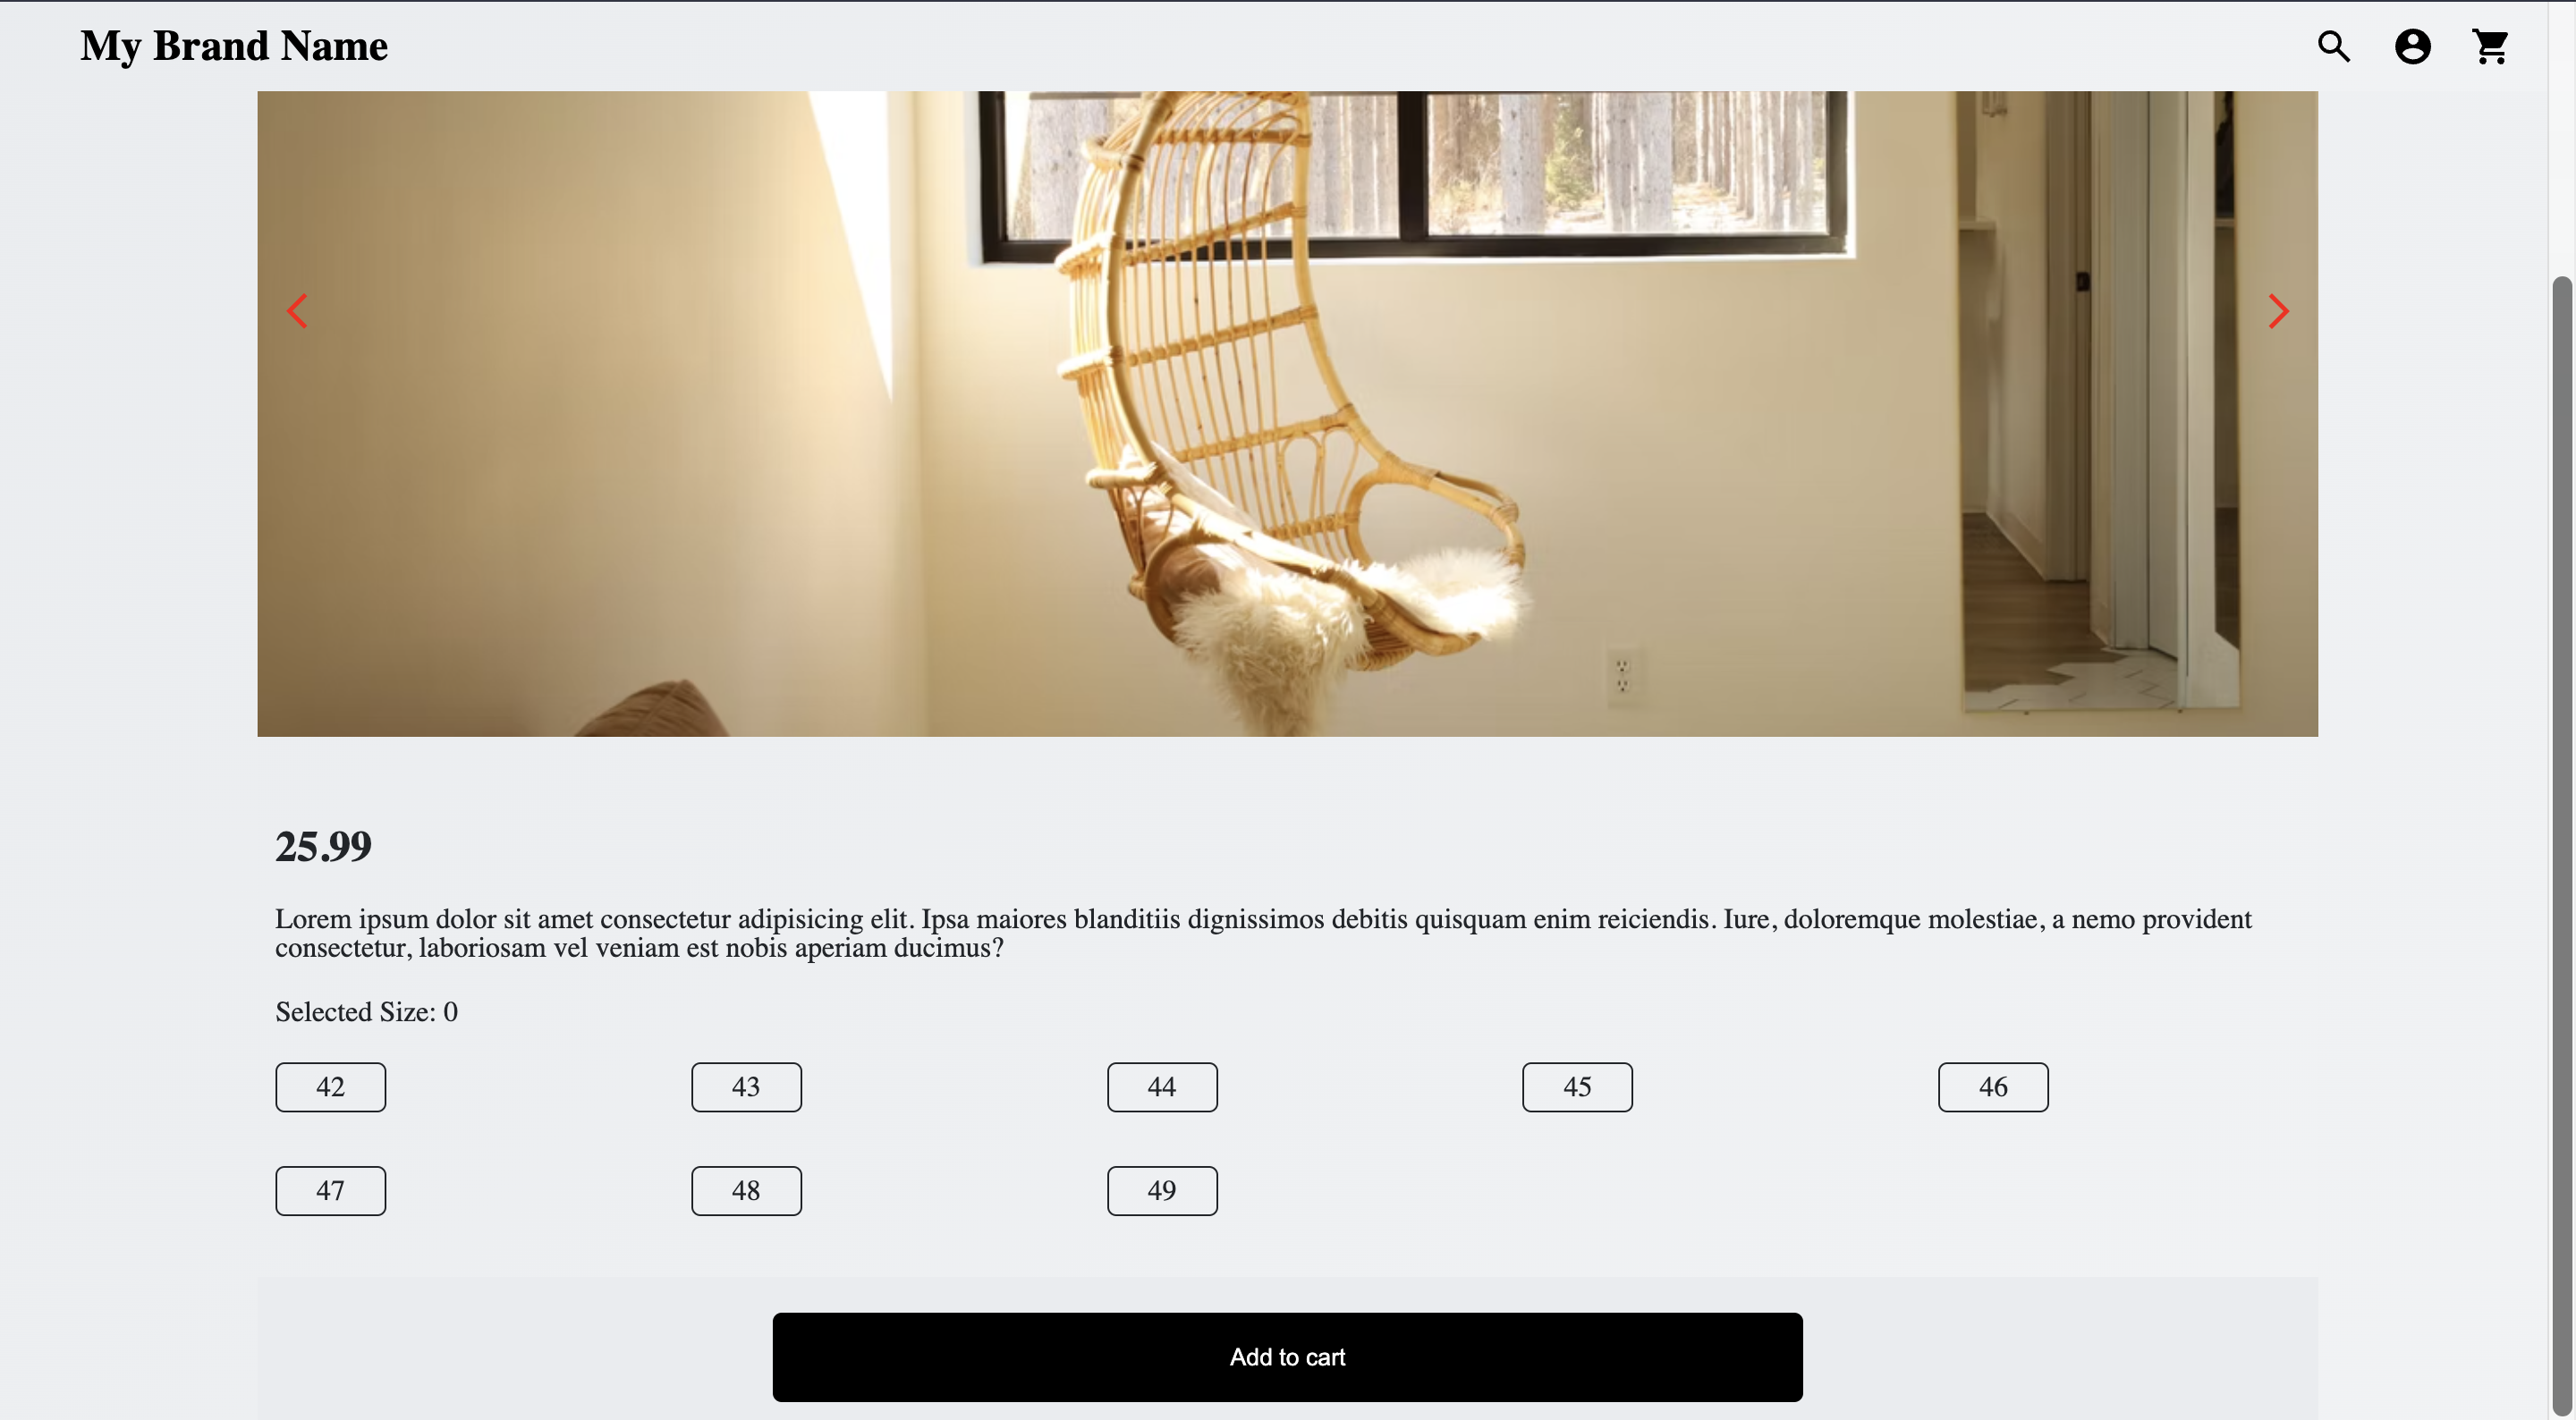 My Brand Name
25.99
Lorem ipsum dolor sit amet consectetur adipisicing elit. Ipsa maiores blanditiis dignissimos debitis quisquam enim reiciendis. Iure, doloremque molestiae, a nemo provident
consectetur, laboriosam vel veniam est nobis aperiam ducimus?
Selected Size: 0
42 43 44 45 46
47 48 49
Add to cart